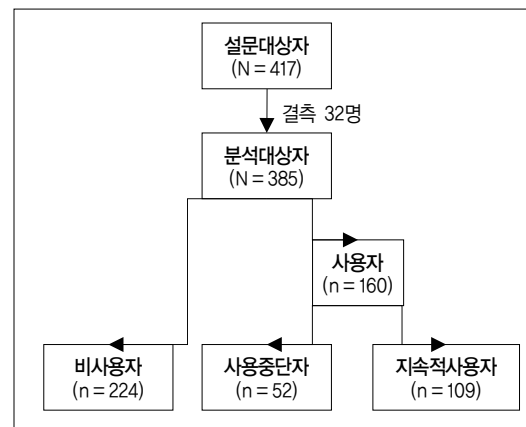 설문대상자
(N = 417)
결측 32명
분석대상자
(N = 385)
사용자
(n = 160)
비사용자
(n = 224)
사용중단자
(n = 52)
지속적사용자
(n = 109)